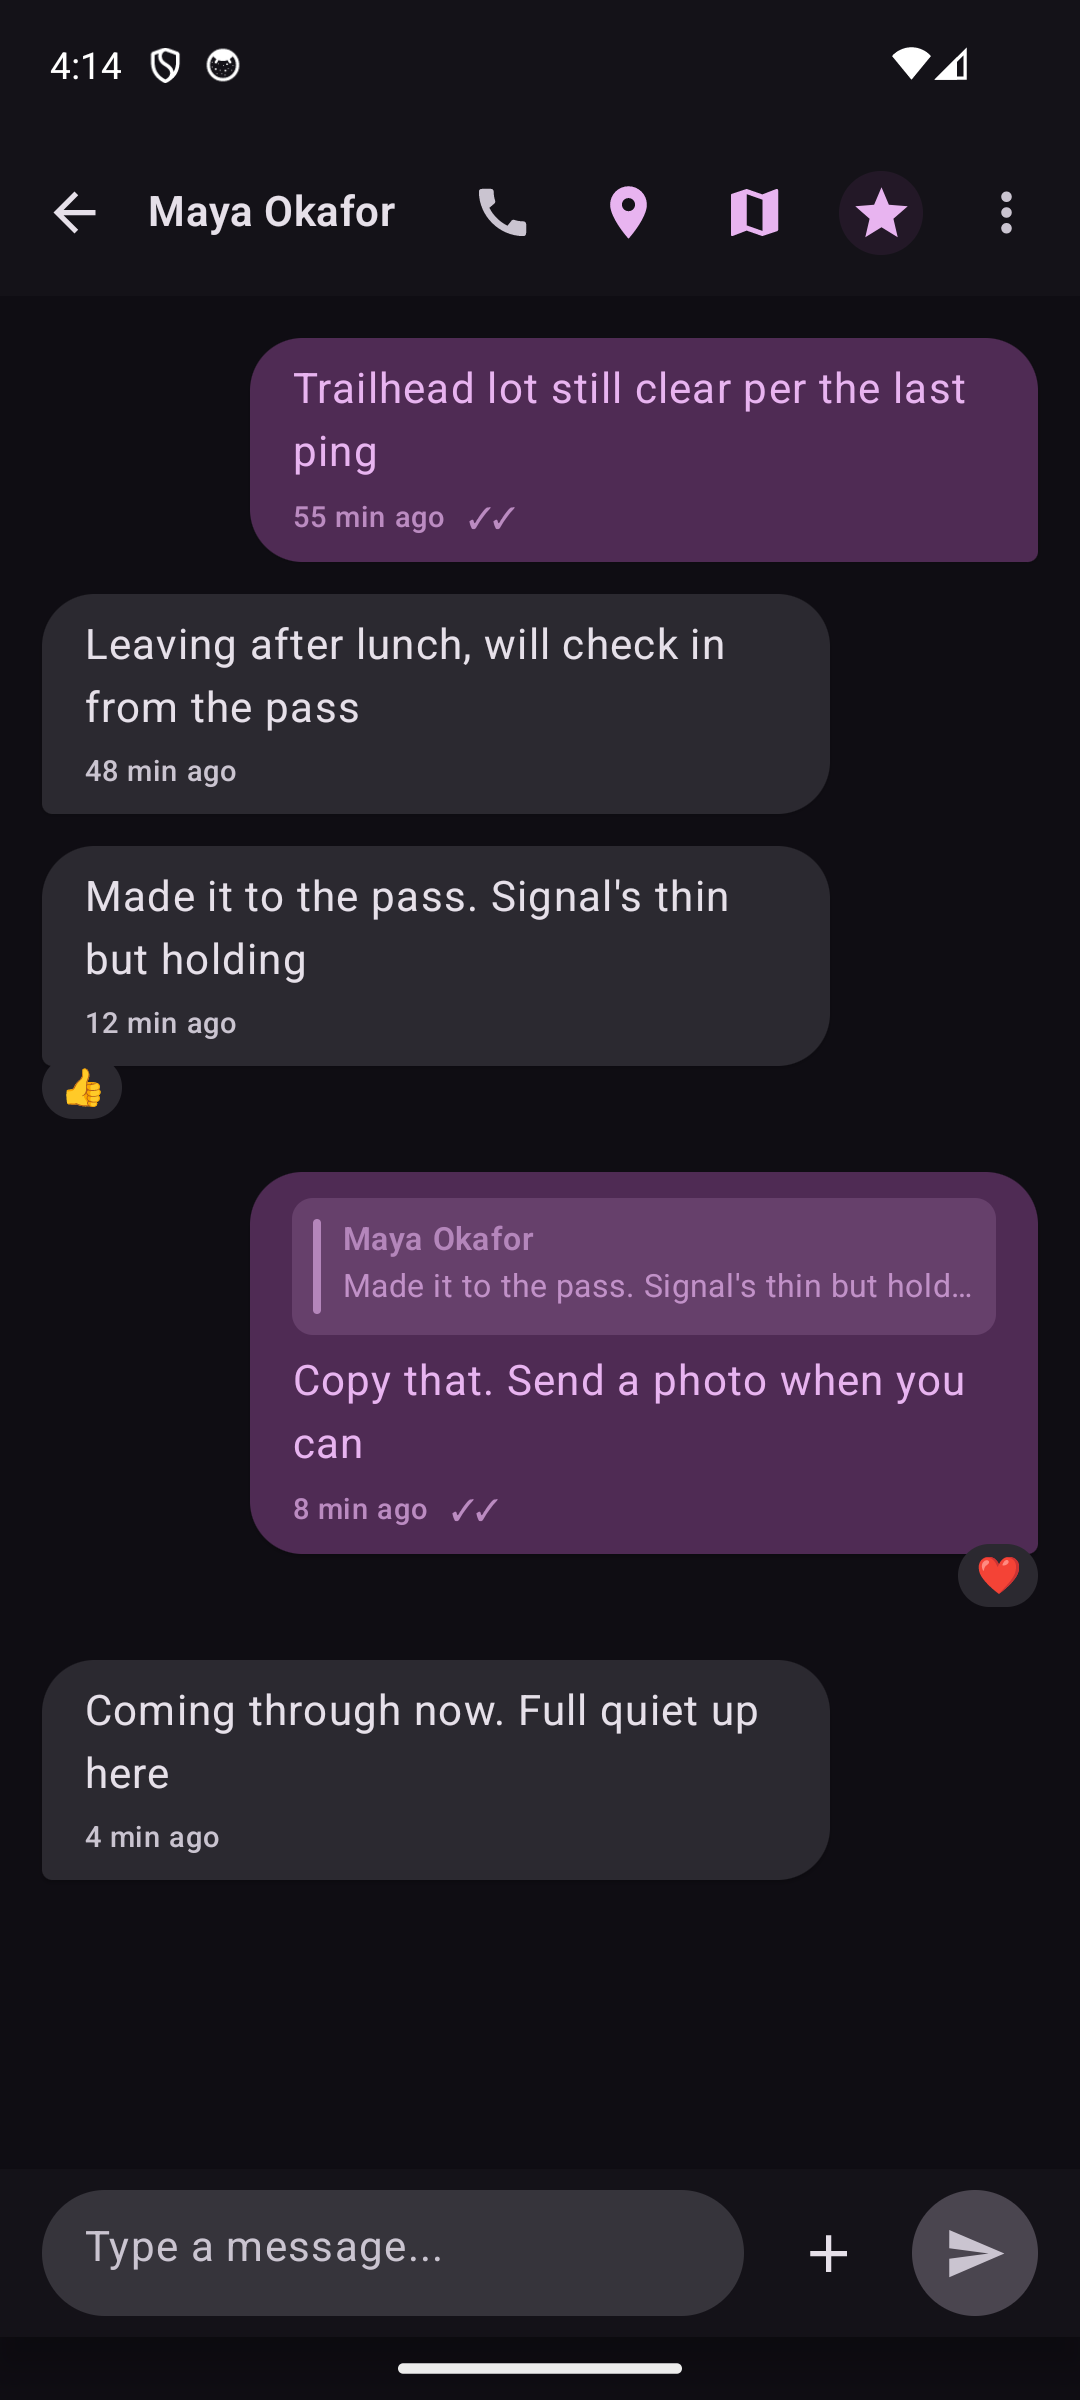 4:14
Maya Okafor
Trailhead lot still clear per the last
ping
55 min ago ✓✓
Leaving after lunch, will check in
from the pass
48 min ago
Made it to the pass. Signal's thin
but holding
12 min ago
👍
Maya Okafor
Made it to the pass. Signal's thin but hold...
Copy that. Send a photo when you
can
8 min ago ✓✓
❤️
Coming through now. Full quiet up
here
4 min ago
Type a message...